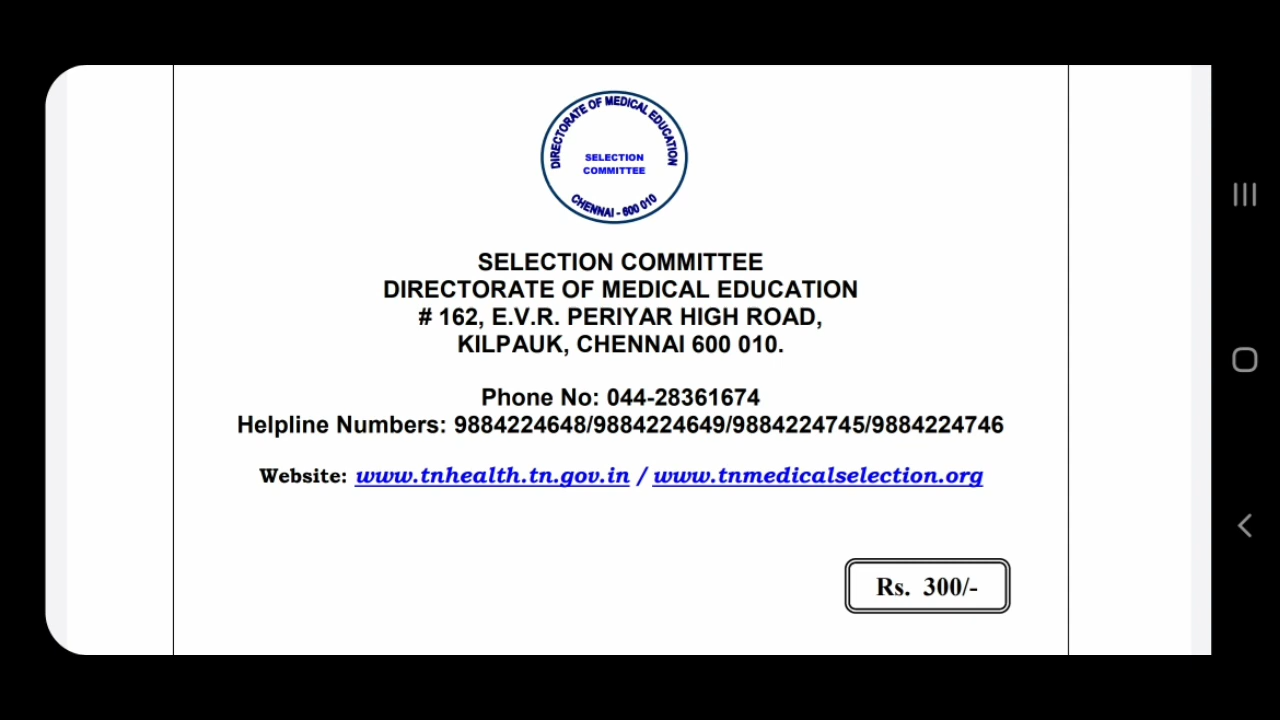 DIRECTORATE OF MEDICAL EDUCATION
SELECTION
COMMITTEE
CHENNAI - 600 010
SELECTION COMMITTEE
DIRECTORATE OF MEDICAL EDUCATION
# 162, E.V.R. PERIYAR HIGH ROAD,
KILPAUK, CHENNAI 600 010.
Phone No: 044-28361674
Helpline Numbers: 9884224648/9884224649/9884224745/9884224746
Website: www.tnhealth.tn.gov.in / www.tnmedicalselection.org
Rs. 300/-